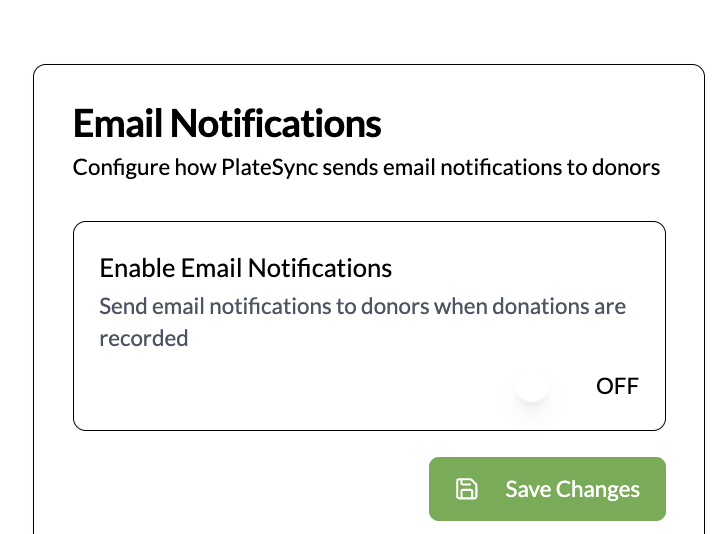 Email Notifications
Configure how PlateSync sends email notifications to donors
Enable Email Notifications
Send email notifications to donors when donations are
recorded
OFF
Save Changes